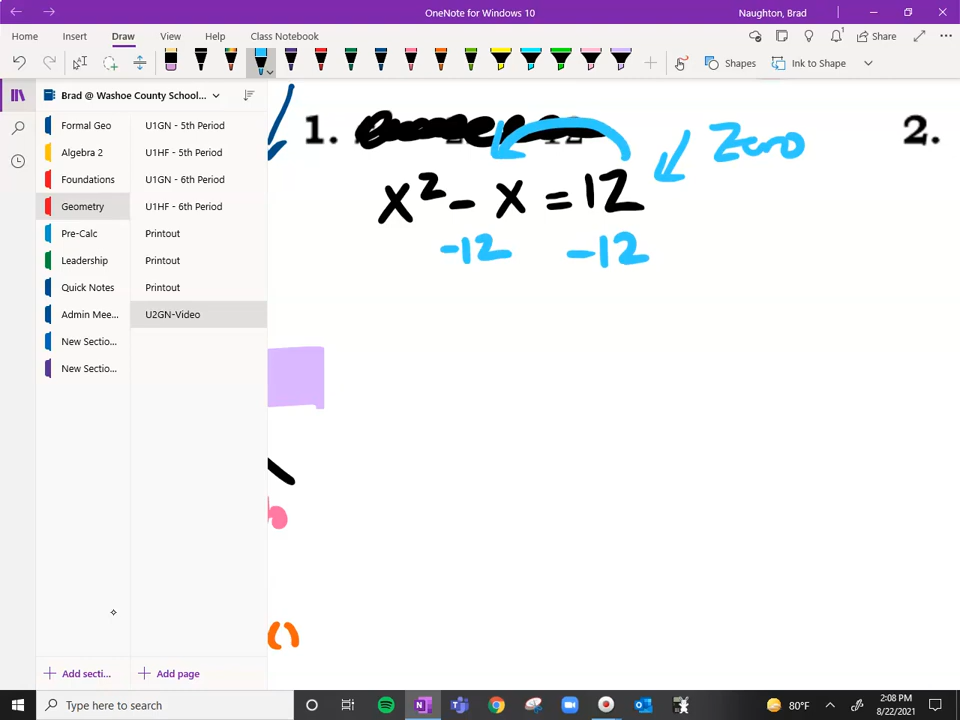 OneNote for Windows 10
Naughton, Brad
Home Insert Draw View Help Class Notebook
Share
Shapes
Ink to Shape
Brad @ Washoe County School...
Formal Geo
Algebra 2
Foundations
Geometry
Pre-Calc
Leadership
Quick Notes
Admin Mee...
New Sectio...
New Sectio...
Add secti...
U1GN - 5th Period
U1HF - 5th Period
U1GN - 6th Period
U1HF - 6th Period
Printout
Printout
Printout
U2GN-Video
Add page
1.
Zero
2.
x² - x = 12
-12 -12
Type here to search
80°F
2:08 PM
8/22/2021